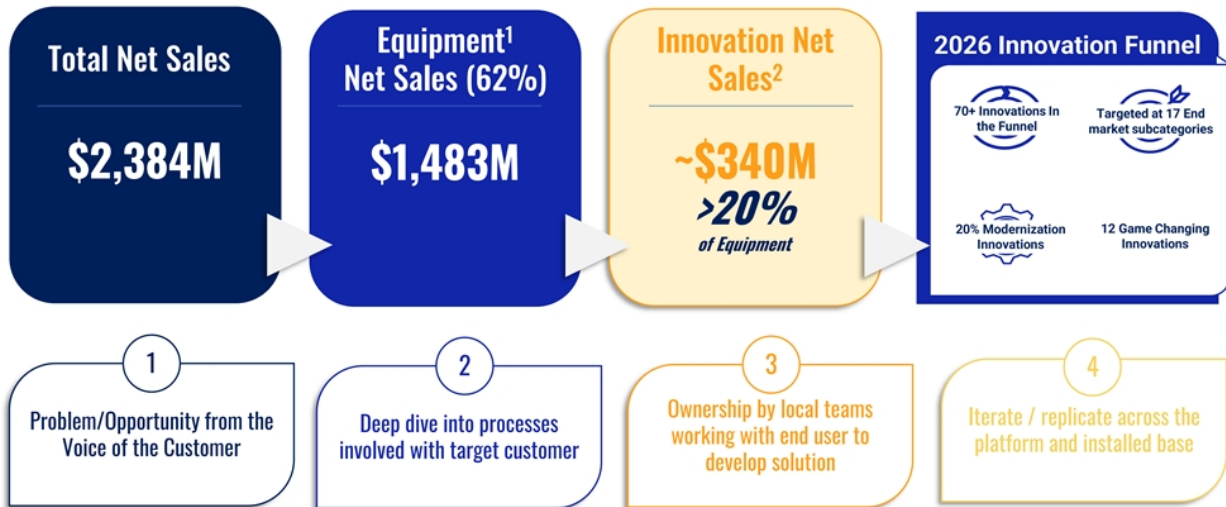 Total Net Sales
$2,384M
Equipment¹
Net Sales (62%)
$1,483M
Innovation Net
Sales²
~$340M
>20%
of Equipment
2026 Innovation Funnel
70+ Innovations In
the Funnel
Targeted at 17 End
market subcategories
20% Modernization
Innovations
12 Game Changing
Innovations
1
Problem/Opportunity from the
Voice of the Customer
2
Deep dive into processes
involved with target customer
3
Ownership by local teams
working with end user to
develop solution
4
Iterate / replicate across the
platform and installed base